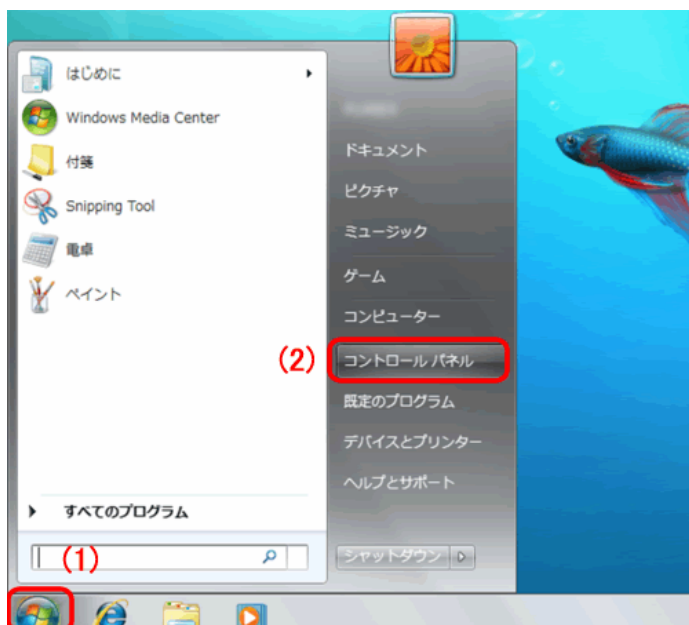 はじめに
Windows Media Center
付箋
Snipping Tool
電卓
ペイント
すべてのプログラム
(1)
ドキュメント
ピクチャ
ミュージック
ゲーム
コンピューター
(2) コントロール パネル
既定のプログラム
デバイスとプリンター
ヘルプとサポート
シャットダウン